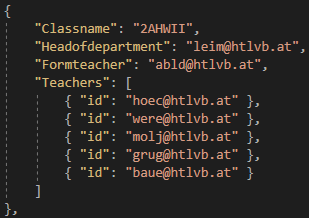 {
"Classname": "2AHWII",
"Headofdepartment": "leim@htlvb.at",
"Formteacher": "abld@htlvb.at",
"Teachers": [
{ "id": "hoec@htlvb.at" },
{ "id": "were@htlvb.at" },
{ "id": "molj@htlvb.at" },
{ "id": "grug@htlvb.at" },
{ "id": "baue@htlvb.at" }
]
},